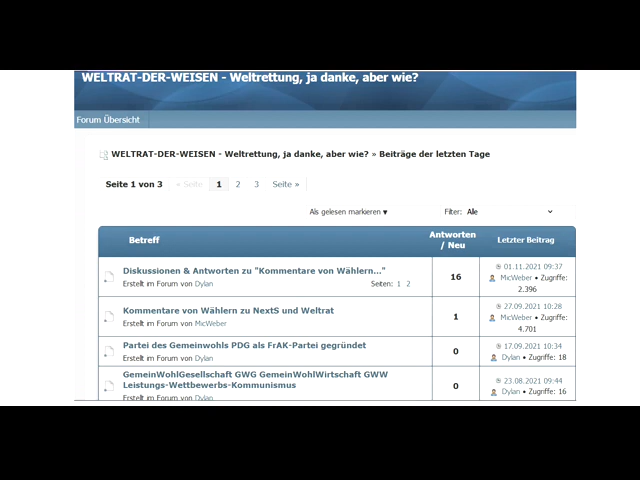 WELTRAT-DER-WEISEN - Weltrettung, ja danke, aber wie?
Forum Übersicht
WELTRAT-DER-WEISEN - Weltrettung, ja danke, aber wie? » Beiträge der letzten Tage
Seite 1 von 3 « Seite 1 2 3 Seite »
Als gelesen markieren ▼ Filter: Alle
Betreff Antworten / Neu Letzter Beitrag
Diskussionen & Antworten zu "Kommentare von Wählern..." 16 01.11.2021 09:37
Erstellt im Forum von Dylan Seiten: 1 2 MicWeber • Zugriffe: 2.396
Kommentare von Wählern zu NextS und Weltrat 1 27.09.2021 10:28
Erstellt im Forum von MicWeber MicWeber • Zugriffe: 4.701
Partei des Gemeinwohls PDG als FrAK-Partei gegründet 0 17.09.2021 10:34
Erstellt im Forum von Dylan Dylan • Zugriffe: 18
GemeinWohlGesellschaft GWG GemeinWohlWirtschaft GWW 23.08.2021 09:44
Leistungs-Wettbewerbs-Kommunismus 0 Dylan • Zugriffe: 16
Erstellt im Forum von Dylan